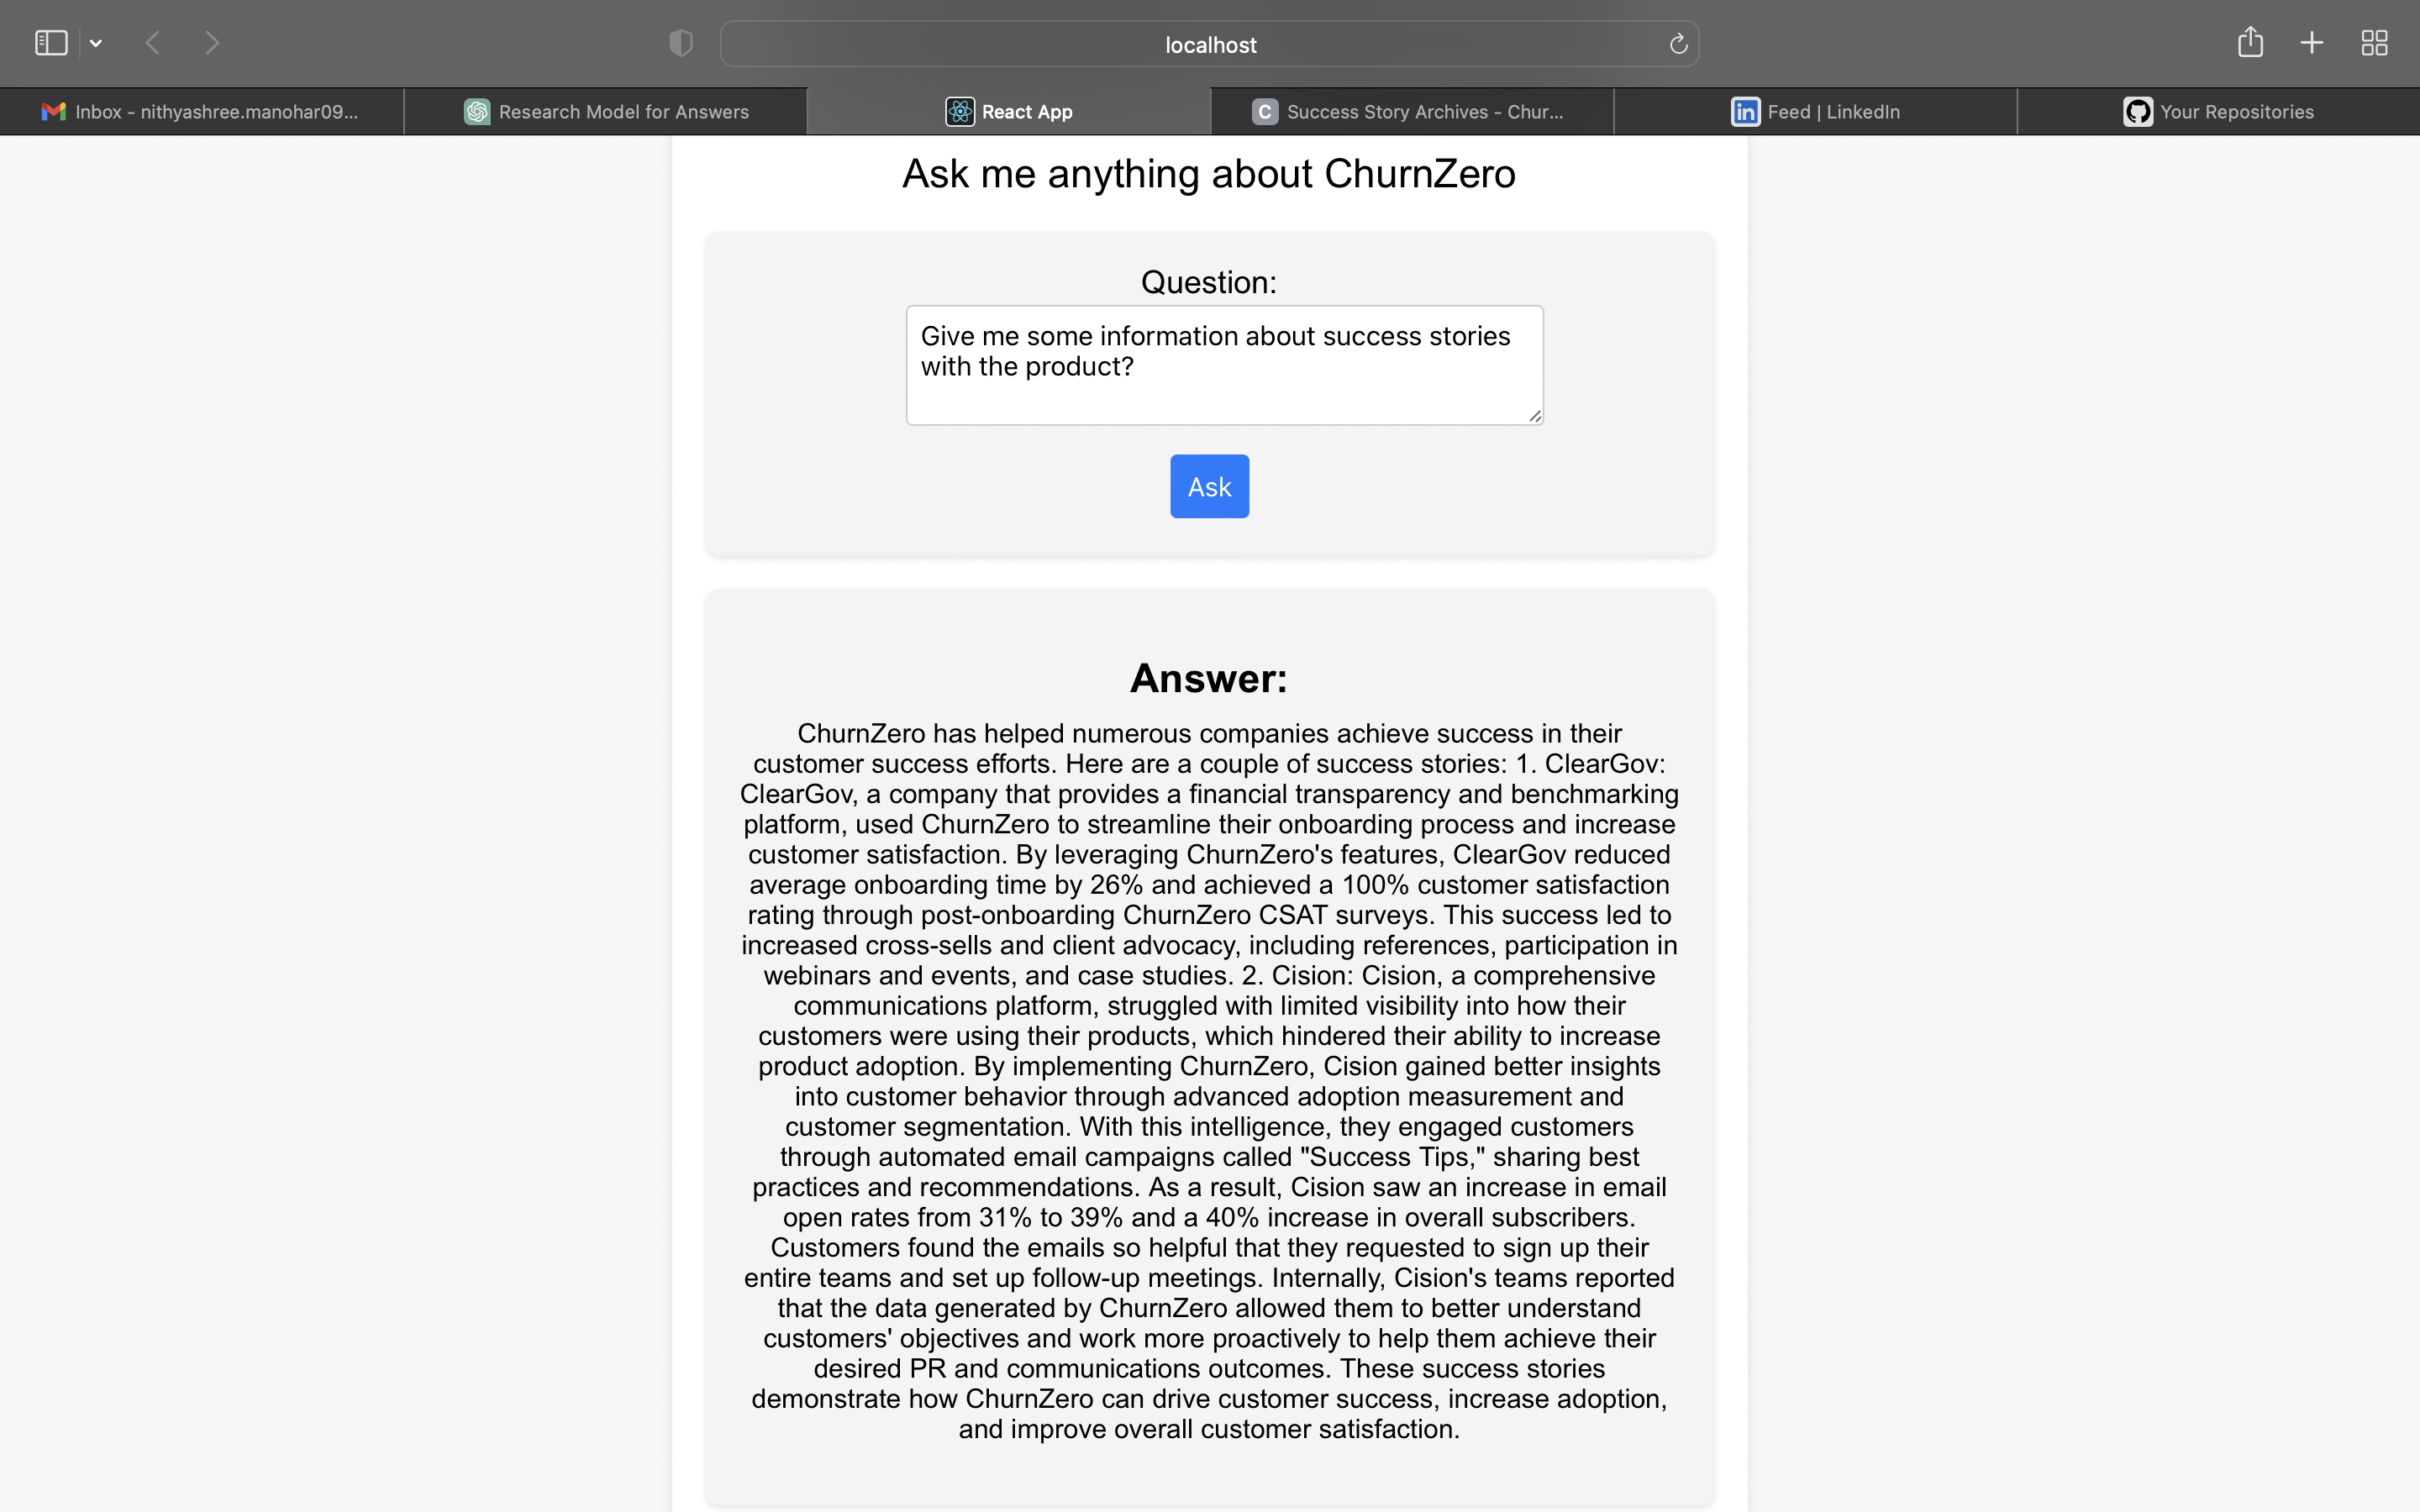 localhost
Inbox - nithyashree.manohar09...
Research Model for Answers
React App
C Success Story Archives - Chur...
in Feed | LinkedIn
Your Repositories
Ask me anything about ChurnZero
Question:
Give me some information about success stories
with the product?
Ask
Answer:
ChurnZero has helped numerous companies achieve success in their
customer success efforts. Here are a couple of success stories: 1. ClearGov:
ClearGov, a company that provides a financial transparency and benchmarking
platform, used ChurnZero to streamline their onboarding process and increase
customer satisfaction. By leveraging ChurnZero's features, ClearGov reduced
average onboarding time by 26% and achieved a 100% customer satisfaction
rating through post-onboarding ChurnZero CSAT surveys. This success led to
increased cross-sells and client advocacy, including references, participation in
webinars and events, and case studies. 2. Cision: Cision, a comprehensive
communications platform, struggled with limited visibility into how their
customers were using their products, which hindered their ability to increase
product adoption. By implementing ChurnZero, Cision gained better insights
into customer behavior through advanced adoption measurement and
customer segmentation. With this intelligence, they engaged customers
through automated email campaigns called "Success Tips," sharing best
practices and recommendations. As a result, Cision saw an increase in email
open rates from 31% to 39% and a 40% increase in overall subscribers.
Customers found the emails so helpful that they requested to sign up their
entire teams and set up follow-up meetings. Internally, Cision's teams reported
that the data generated by ChurnZero allowed them to better understand
customers' objectives and work more proactively to help them achieve their
desired PR and communications outcomes. These success stories
demonstrate how ChurnZero can drive customer success, increase adoption,
and improve overall customer satisfaction.